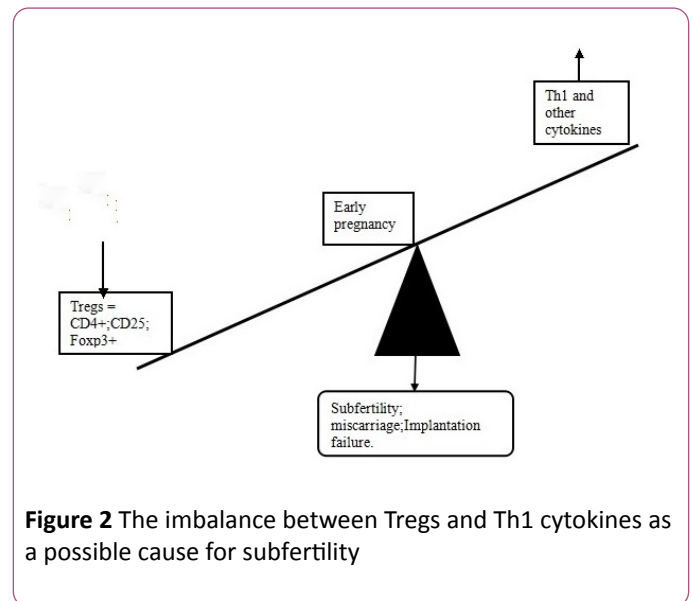 Th1 and
other
cytokines
Early
pregnancy
Tregs =
CD4+;CD25;
Foxp3+
Subfertility;
miscarriage;Implantation
failure.
Figure 2 The imbalance between Tregs and Th1 cytokines as
a possible cause for subfertility